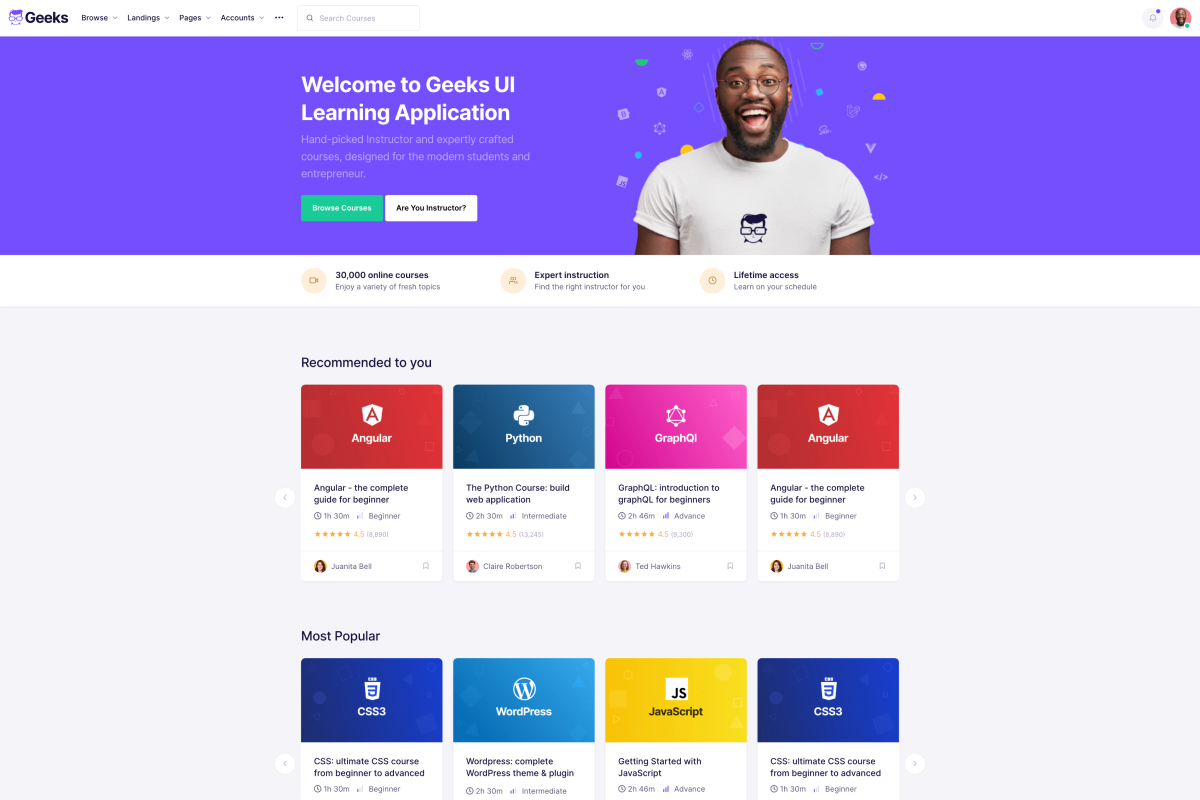 Geeks Browse Landings Pages Accounts ••• Search Courses
Welcome to Geeks UI
Learning Application
Hand-picked Instructor and expertly crafted
courses, designed for the modern students and
entrepreneur.
Browse Courses Are You Instructor?
30,000 online courses
Enjoy a variety of fresh topics
Expert instruction
Find the right instructor for you
Lifetime access
Learn on your schedule
Recommended to you
Angular
Angular - the complete
guide for beginner
1h 30m Beginner
4.5 (8,890)
Juanita Bell
Python
The Python Course: build
web application
2h 30m Intermediate
4.5 (13,245)
Claire Robertson
GraphQl
GraphQL: introduction to
graphQL for beginners
2h 46m Advance
4.5 (9,300)
Ted Hawkins
Angular
Angular - the complete
guide for beginner
1h 30m Beginner
4.5 (8,890)
Juanita Bell
Most Popular
CSS
CSS3
CSS: ultimate CSS course
from beginner to advanced
1h 30m Beginner
WordPress
Wordpress: complete
WordPress theme & plugin
2h 30m Intermediate
JS
JavaScript
Getting Started with
JavaScript
2h 46m Advance
CSS
CSS3
CSS: ultimate CSS course
from beginner to advanced
1h 30m Beginner